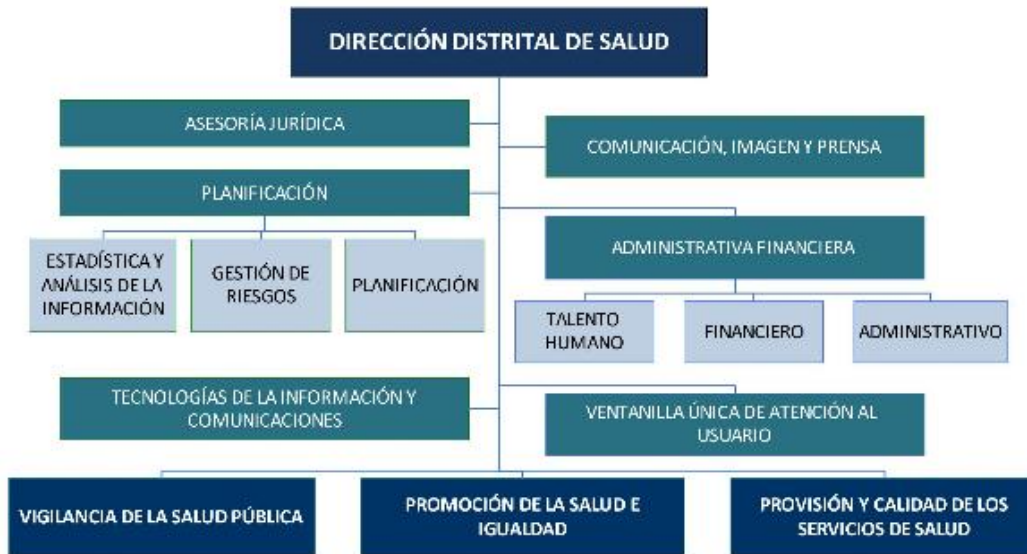 DIRECCIÓN DISTRITAL DE SALUD
ASESORÍA JURÍDICA
COMUNICACIÓN, IMAGEN Y PRENSA
PLANIFICACIÓN
ADMINISTRATIVA FINANCIERA
ESTADÍSTICA Y
ANÁLISIS DE LA
INFORMACIÓN
GESTIÓN DE
RIESGOS
PLANIFICACIÓN
TALENTO
HUMANO
FINANCIERO
ADMINISTRATIVO
TECNOLOGÍAS DE LA INFORMACIÓN Y
COMUNICACIONES
VENTANILLA ÚNICA DE ATENCIÓN AL
USUARIO
VIGILANCIA DE LA SALUD PÚBLICA
PROMOCIÓN DE LA SALUD E
IGUALDAD
PROVISIÓN Y CALIDAD DE LOS
SERVICIOS DE SALUD